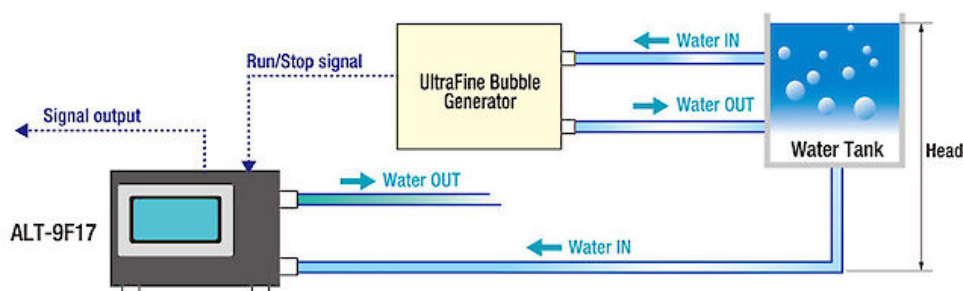 Water IN
Run/Stop signal
UltraFine Bubble
Generator
Water OUT
Signal output
Water Tank
Head
Water OUT
ALT-9F17
Water IN